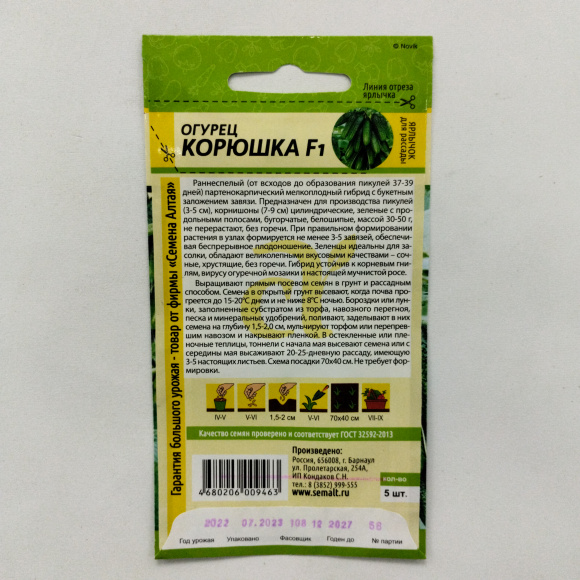 © Novik
Линия отреза
ярлычка
ОГУРЕЦ
КОРЮШКА F1
ЯРЛЫЧОК
для рассады
Раннеспелый (от всходов до образования пикулей 37-39
дней) партенокарпический мелкоплодный гибрид с букетным
заложением завязи. Предназначен для производства пикулей
(3-5 см), корнишоны (7-9 см) цилиндрические, зеленые с про-
дольными полосами, бугорчатые, белошипые, массой 30-50 г,
не перерастают, без горечи. При правильном формировании
растения в узлах формируется не менее 3-5 завязей, обеспечи-
вая беспрерывное плодоношение. Зеленцы идеальны для за-
солки, обладают великолепными вкусовыми качествами – соч-
ные, хрустящие, без горечи. Гибрид устойчив к корневым гни-
лям, вирусу огуречной мозаики и настоящей мучнистой росе.
Выращивают прямым посевом семян в грунт и рассадным
способом. Семена в открытый грунт высевают, когда почва про-
греется до 15-20°С днем и не ниже 8°С ночью. Бороздки или лун-
ки, заполненные субстратом из торфа, навозного перегноя,
песка и минеральных удобрений, поливают, заделывают в них
семена на глубину 1,5-2,0 см, мульчируют торфом или перепрев-
шим навозом и накрывают пленкой. В остекленные или пле-
ночные теплицы, тоннели с начала мая высевают семена или с
середины мая высаживают 20-25-дневную рассаду, имеющую
3-5 настоящих листьев. Схема посадки 70х40 см. Не требует фор-
мировки.
IV-V V-VI 1,5-2 см V-VI 70х40 см VII-IX
Качество семян проверено и соответствует ГОСТ 32592-2013
Гарантия большого урожая - товар от фирмы «Семена Алтая»
4 680206 009463
Произведено:
Россия, 656008, г. Барнаул
ул. Пролетарская, 254А,
ИП Кондаков С.Н.
тел.: 8 (3852) 999-355
www.semalt.ru
кол-во
5 шт.
2022 07.2023 108 12 2027 56
Год урожая Упаковано Фасовщик Годен до № партии